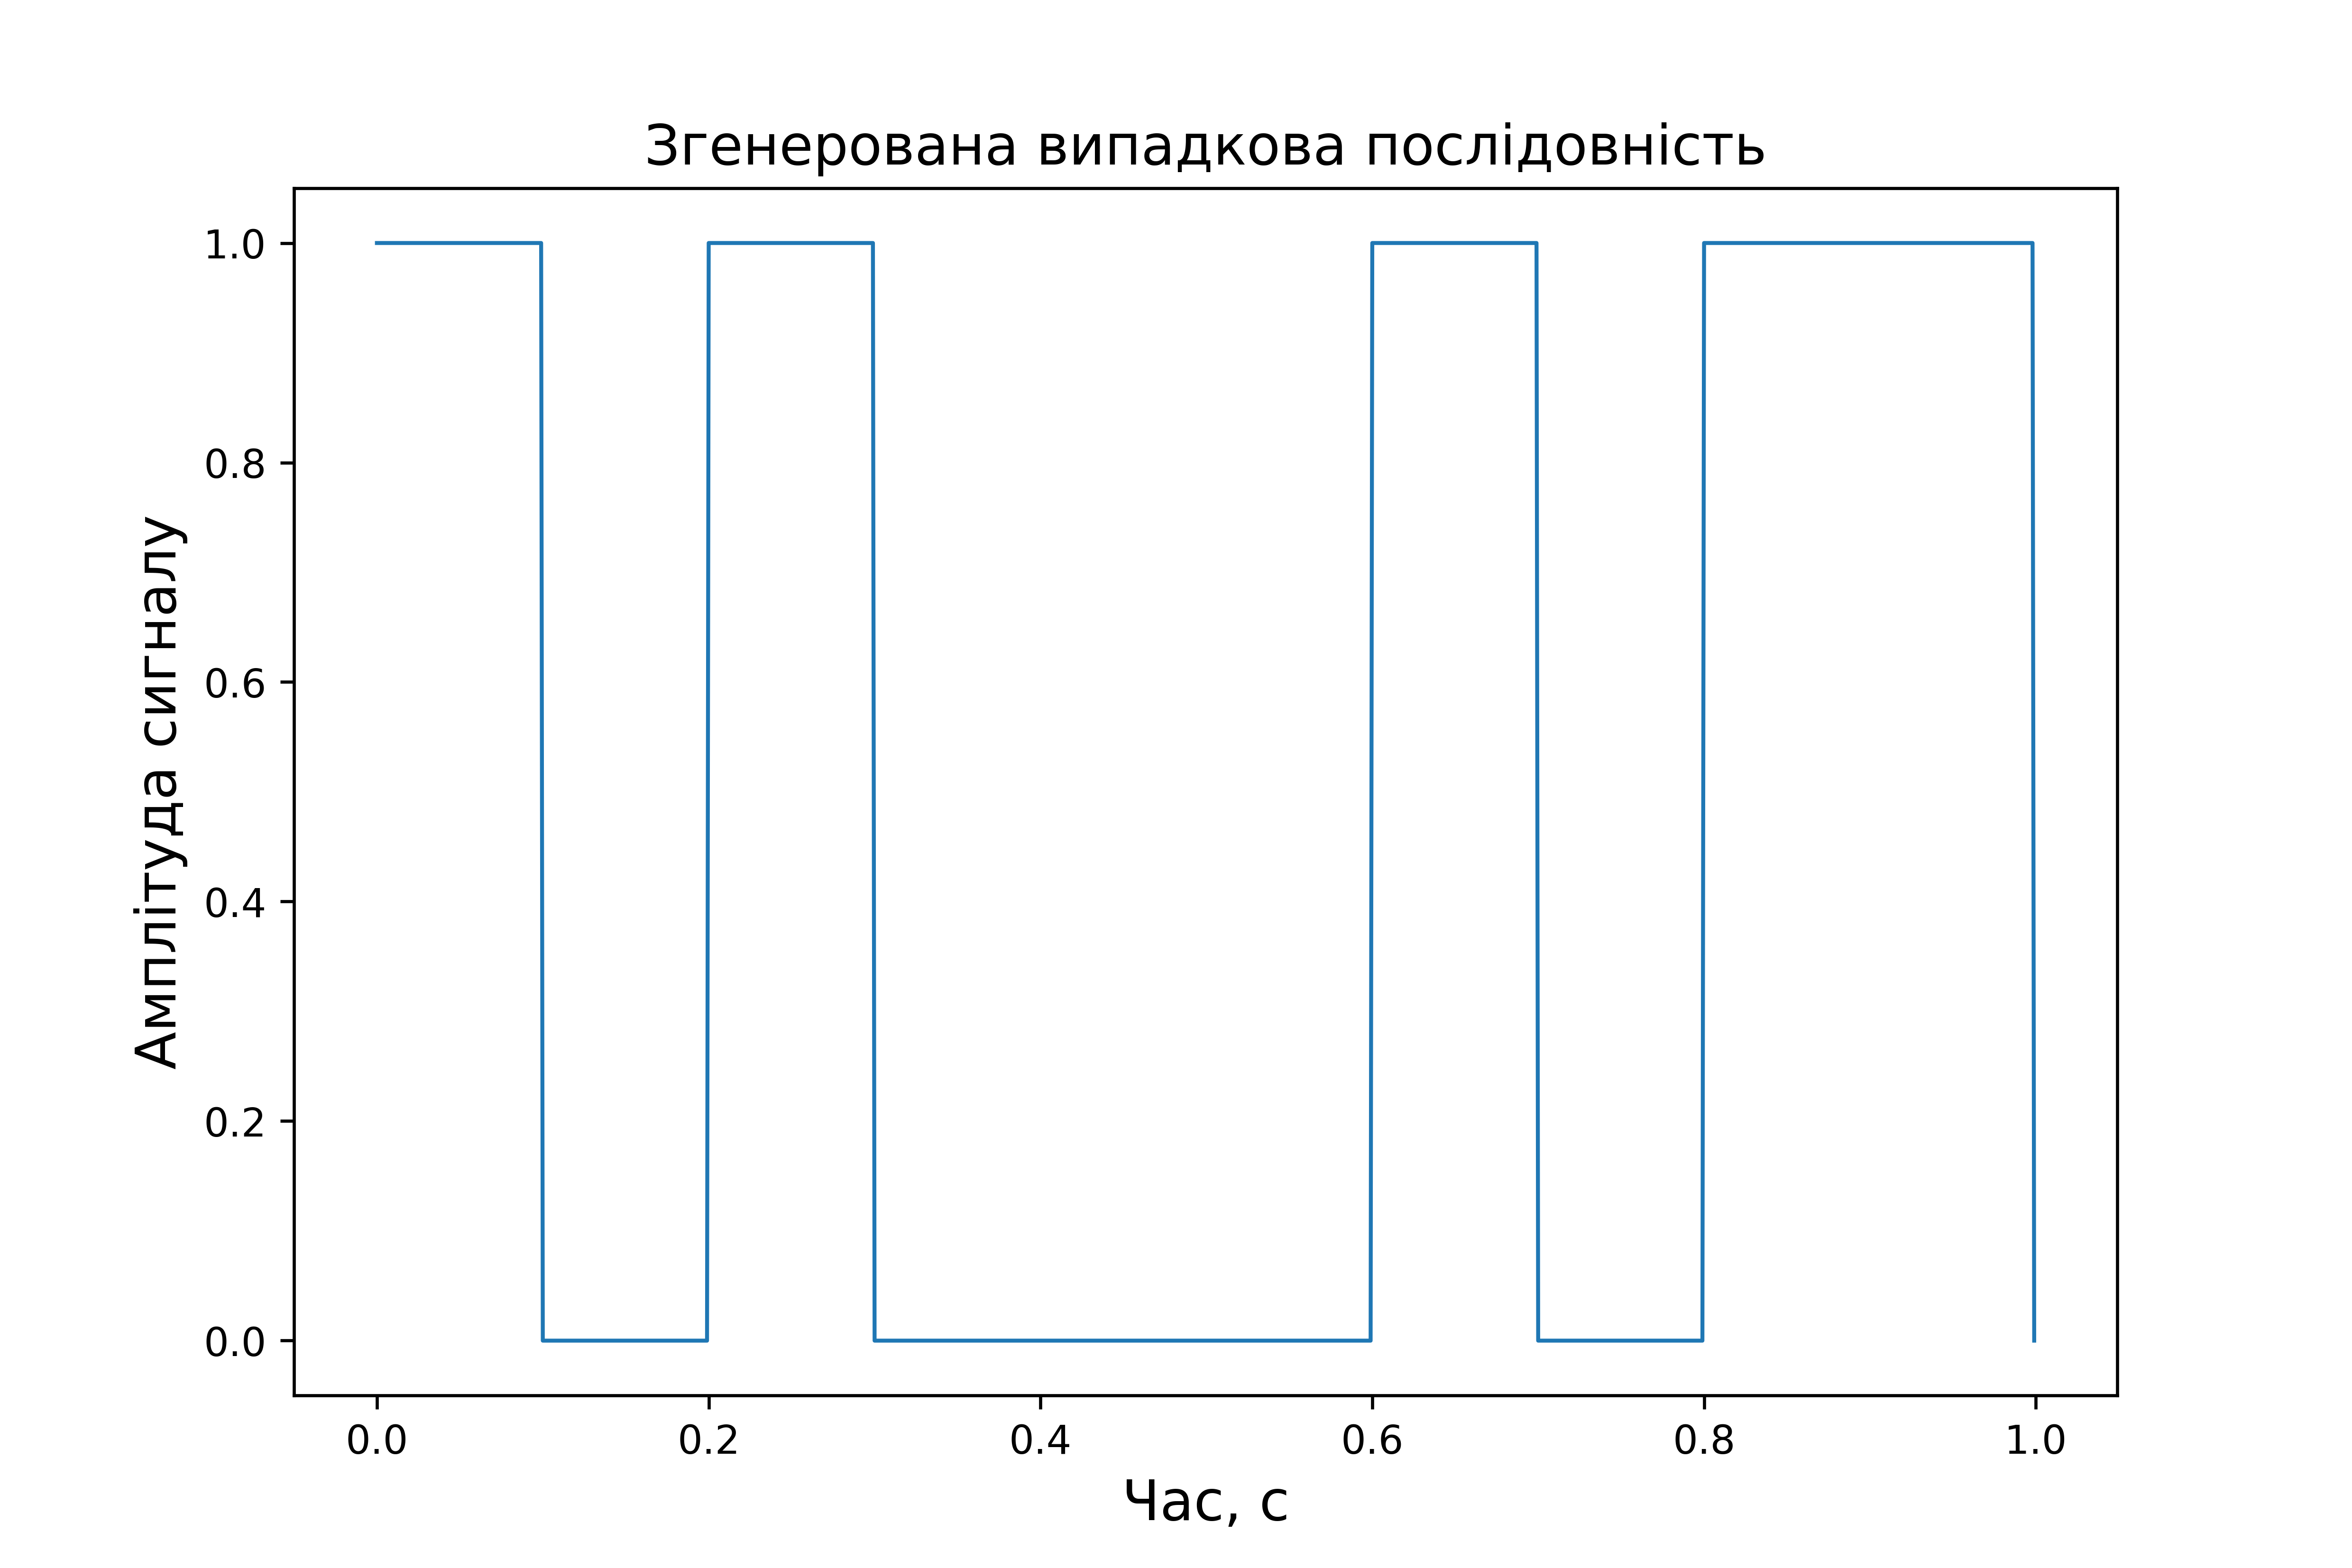 Згенерована випадкова послідовність
Амплітуда сигналу
1.0
0.8
0.6
0.4
0.2
0.0
0.0 0.2 0.4 0.6 0.8 1.0
Час, с